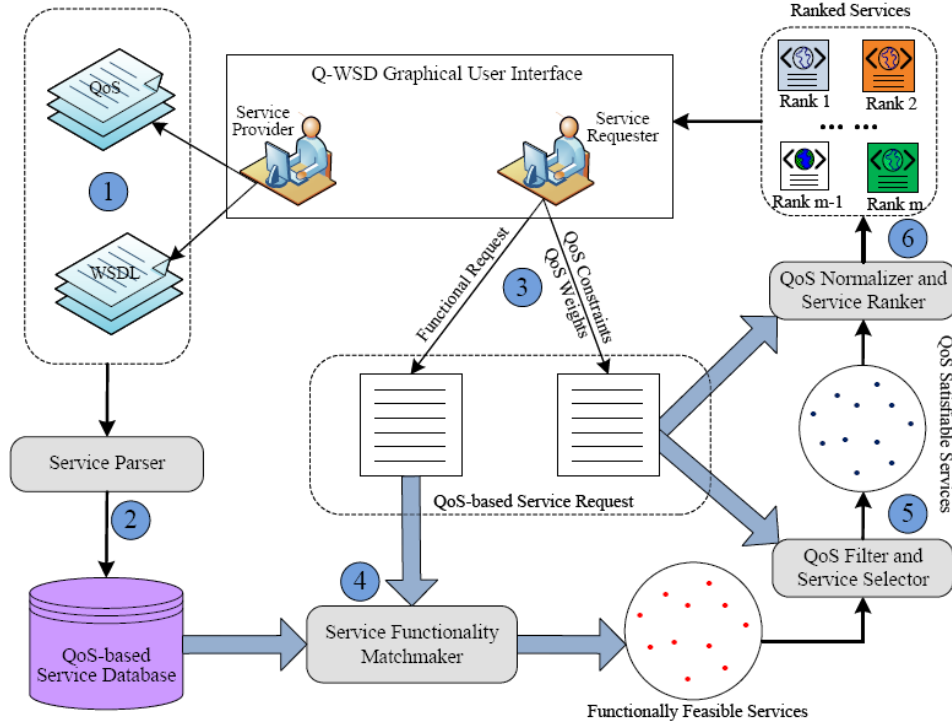 Ranked Services
QoS
Q-WSD Graphical User Interface
Service
Provider
Service
Requester
Rank 1
Rank 2
... ...
Rank m-1
Rank m
1
WSDL
Functional Request
3
QoS Constraints
QoS Weights
6
QoS Normalizer and
Service Ranker
QoS Satisfiable Services
Service Parser
QoS-based Service Request
2
5
4
QoS Filter and
Service Selector
QoS-based
Service Database
Service Functionality
Matchmaker
Functionally Feasible Services